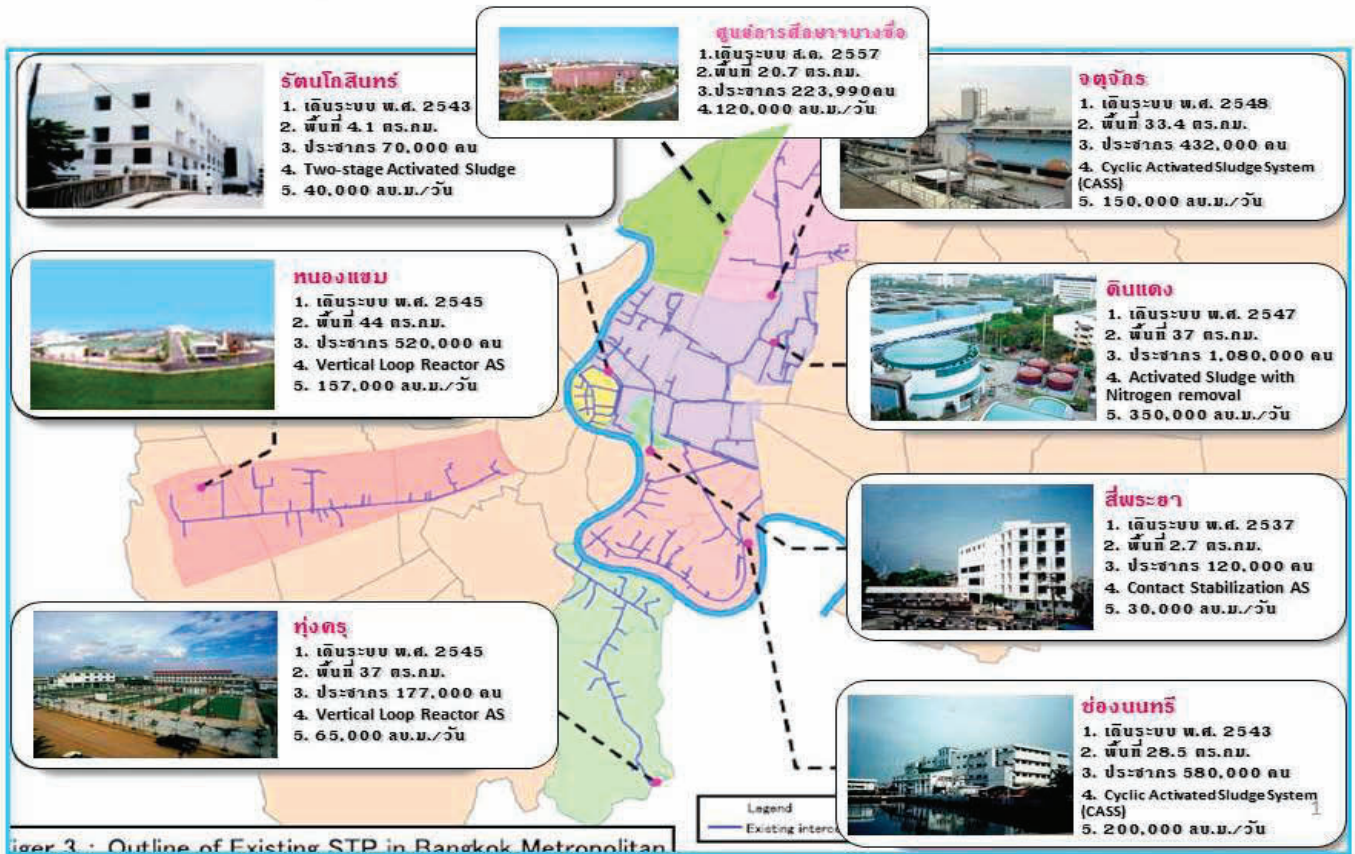 ศูนย์การศึกษาฯบางซื่อ
1.เดินระบบ ส.ค. 2557
2.พื้นที่ 20.7 ตร.กม.
3.ประชากร 223,990คน
4.120,000 ลบ.ม./วัน
รัตนโกสินทร์
1. เดินระบบ พ.ศ. 2543
2. พื้นที่ 4.1 ตร.กม.
3. ประชากร 70,000 คน
4. Two-stage Activated Sludge
5. 40,000 ลบ.ม./วัน
จตุจักร
1. เดินระบบ พ.ศ. 2548
2. พื้นที่ 33.4 ตร.กม.
3. ประชากร 432,000 คน
4. Cyclic Activated Sludge System
(CASS)
5. 150,000 ลบ.ม./วัน
หนองแขม
1. เดินระบบ พ.ศ. 2545
2. พื้นที่ 44 ตร.กม.
3. ประชากร 520,000 คน
4. Vertical Loop Reactor AS
5. 157,000 ลบ.ม./วัน
ดินแดง
1. เดินระบบ พ.ศ. 2547
2. พื้นที่ 37 ตร.กม.
3. ประชากร 1,080,000 คน
4. Activated Sludge with
Nitrogen removal
5. 350,000 ลบ.ม./วัน
สี่พระยา
1. เดินระบบ พ.ศ. 2537
2. พื้นที่ 2.7 ตร.กม.
3. ประชากร 120,000 คน
4. Contact Stabilization AS
5. 30,000 ลบ.ม./วัน
ทุ่งครุ
1. เดินระบบ พ.ศ. 2545
2. พื้นที่ 37 ตร.กม.
3. ประชากร 177,000 คน
4. Vertical Loop Reactor AS
5. 65,000 ลบ.ม./วัน
ช่องนนทรี
1. เดินระบบ พ.ศ. 2543
2. พื้นที่ 28.5 ตร.กม.
3. ประชากร 580,000 คน
4. Cyclic Activated Sludge System
(CASS)
5. 200,000 ลบ.ม./วัน
1
Legend
Existing interc
iger 3 : Outline of Existing STP in Bangkok Metropolitan